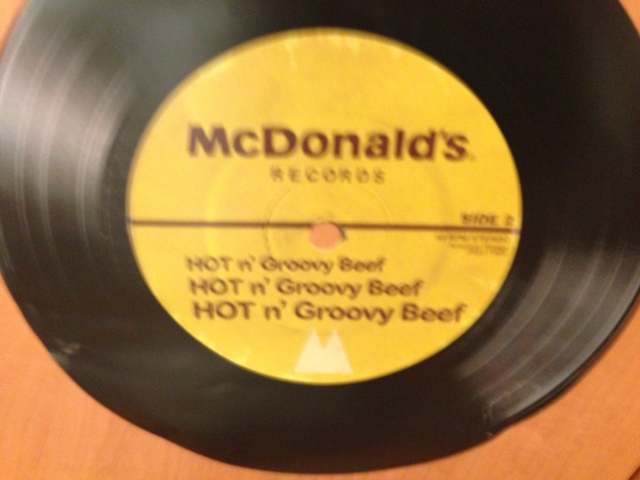 McDonald's
RECORDS
SIDE 2
HOT n' Groovy Beef
HOT n' Groovy Beef
HOT n' Groovy Beef